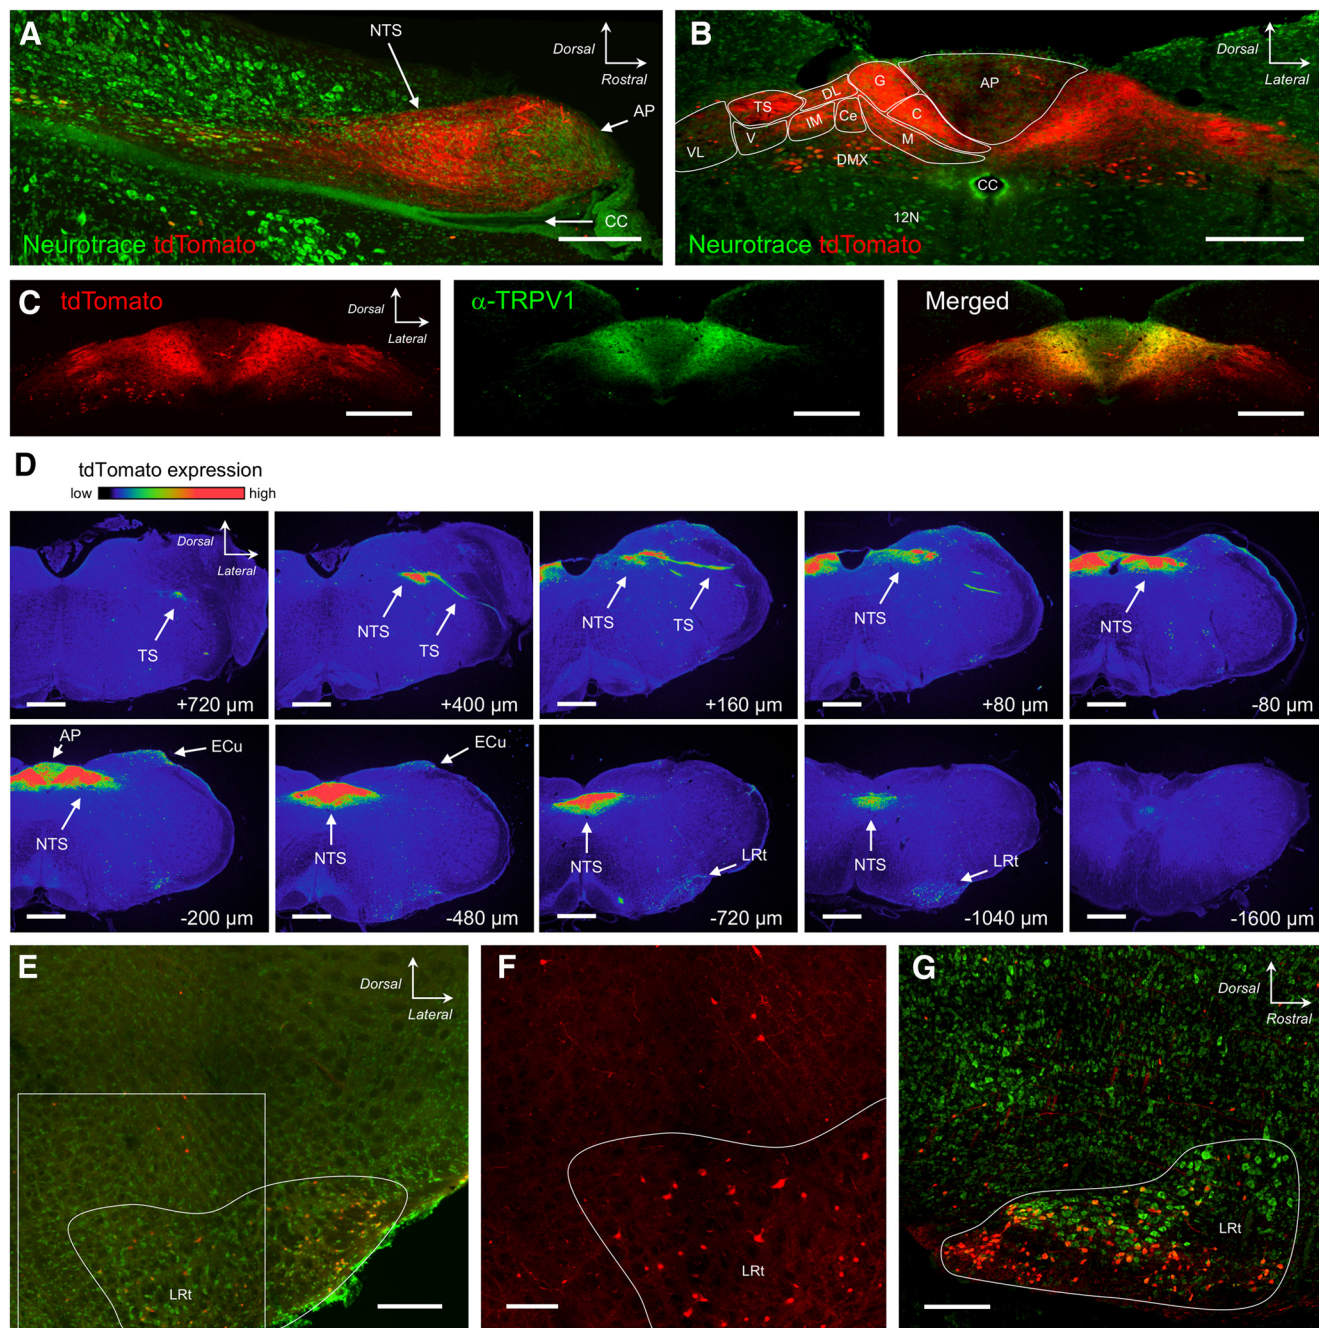 A
NTS
Dorsal
Rostral
AP
CC
Neurotrace tdTomato
B
Dorsal
Lateral
AP
G
DL
TS
C
Ce
IM
V
M
VL
DMX
CC
12N
Neurotrace tdTomato
C
tdTomato
Dorsal
Lateral
α-TRPV1
Merged
D
tdTomato expression
low
high
Dorsal
Lateral
TS
+720 µm
NTS
TS
+400 µm
NTS
TS
+160 µm
NTS
+80 µm
NTS
-80 µm
AP
ECu
NTS
-200 µm
ECu
NTS
-480 µm
NTS
LRt
-720 µm
NTS
LRt
-1040 µm
-1600 µm
E
Dorsal
Lateral
LRt
F
LRt
G
Dorsal
Rostral
LRt